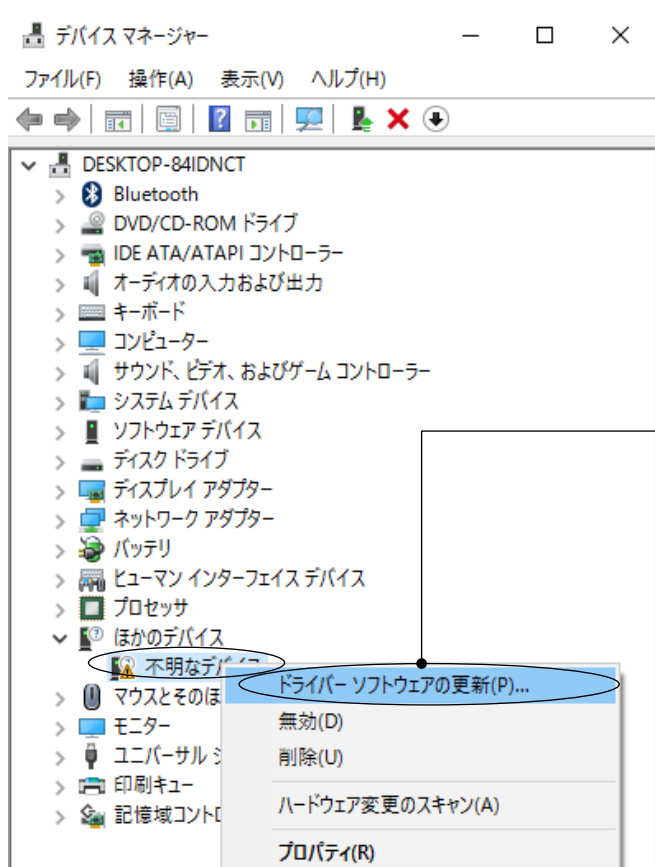 デバイス マネージャー
ファイル(F) 操作(A) 表示(V) ヘルプ(H)
DESKTOP-84IDNCT
Bluetooth
DVD/CD-ROM ドライブ
IDE ATA/ATAPI コントローラー
オーディオの入力および出力
キーボード
コンピューター
サウンド、ビデオ、およびゲーム コントローラー
システム デバイス
ソフトウェア デバイス
ディスク ドライブ
ディスプレイ アダプター
ネットワーク アダプター
バッテリ
ヒューマン インターフェイス デバイス
プロセッサ
ほかのデバイス
不明なデバイス
ドライバー ソフトウェアの更新(P)...
マウスとそのほ
無効(D)
モニター
ユニバーサル シ
削除(U)
印刷キュー
記憶域コントロ
ハードウェア変更のスキャン(A)
プロパティ(R)